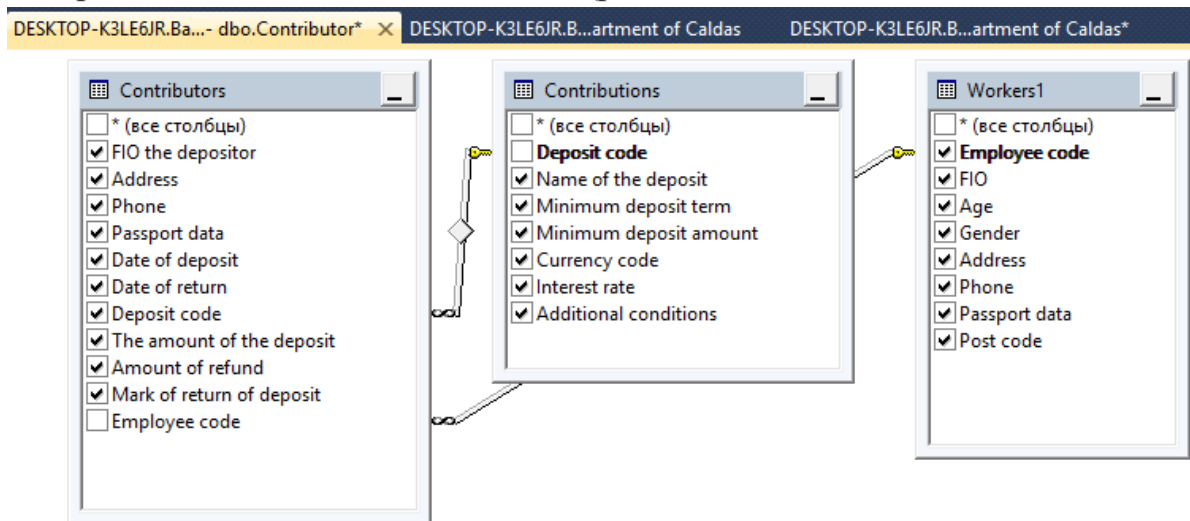 DESKTOP-K3LE6JR.Ba...- dbo.Contributor* × DESKTOP-K3LE6JR.B...artment of Caldas DESKTOP-K3LE6JR.B...artment of Caldas*
Contributors
* (все столбцы)
FIO the depositor
Address
Phone
Passport data
Date of deposit
Date of return
Deposit code
The amount of the deposit
Amount of refund
Mark of return of deposit
Employee code
Contributions
* (все столбцы)
Deposit code
Name of the deposit
Minimum deposit term
Minimum deposit amount
Currency code
Interest rate
Additional conditions
Workers1
* (все столбцы)
Employee code
FIO
Age
Gender
Address
Phone
Passport data
Post code